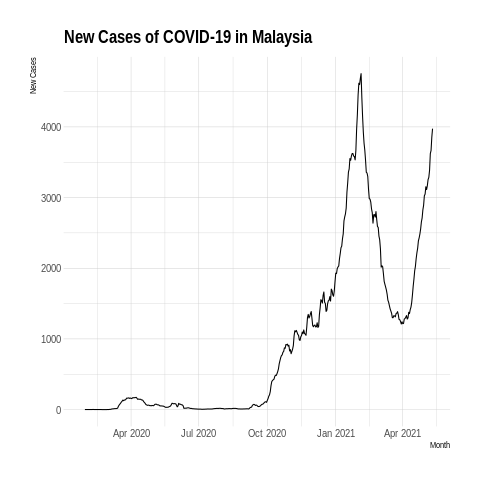 New Cases of COVID-19 in Malaysia
New Cases
4000
3000
2000
1000
0
Apr 2020 Jul 2020 Oct 2020 Jan 2021 Apr 2021
Month